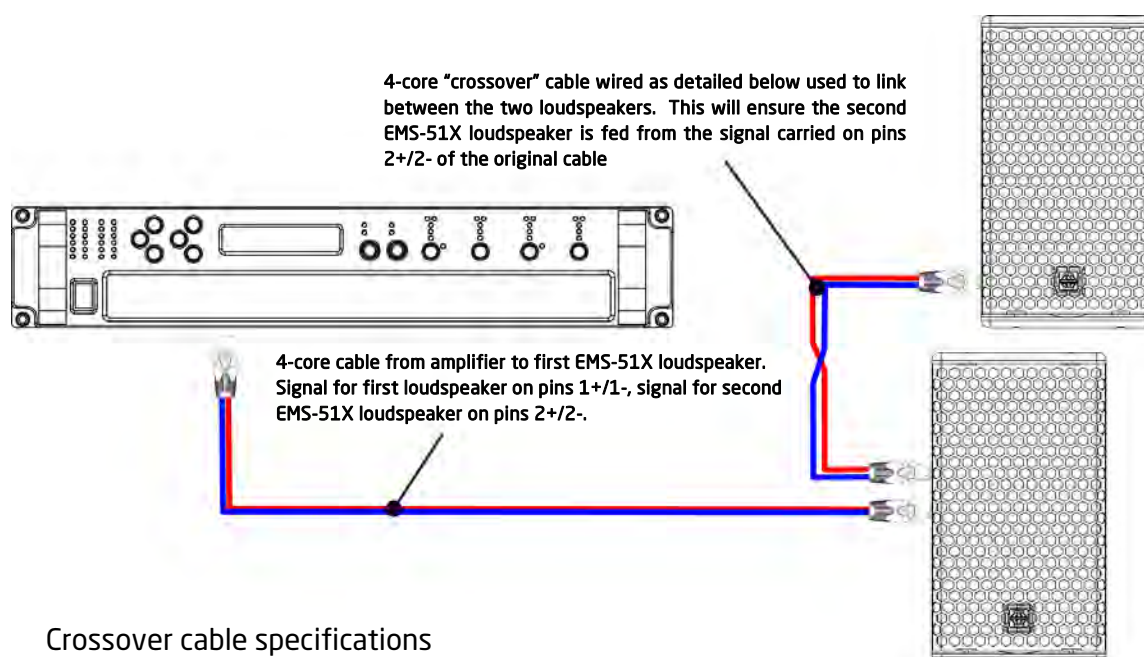 4-core “crossover” cable wired as detailed below used to link
between the two loudspeakers.  This will ensure the second
EMS-51X loudspeaker is fed from the signal carried on pins
2+/2- of the original cable
4-core cable from amplifier to first EMS-51X loudspeaker.
Signal for first loudspeaker on pins 1+/1-, signal for second
EMS-51X loudspeaker on pins 2+/2-.
Crossover cable specifications